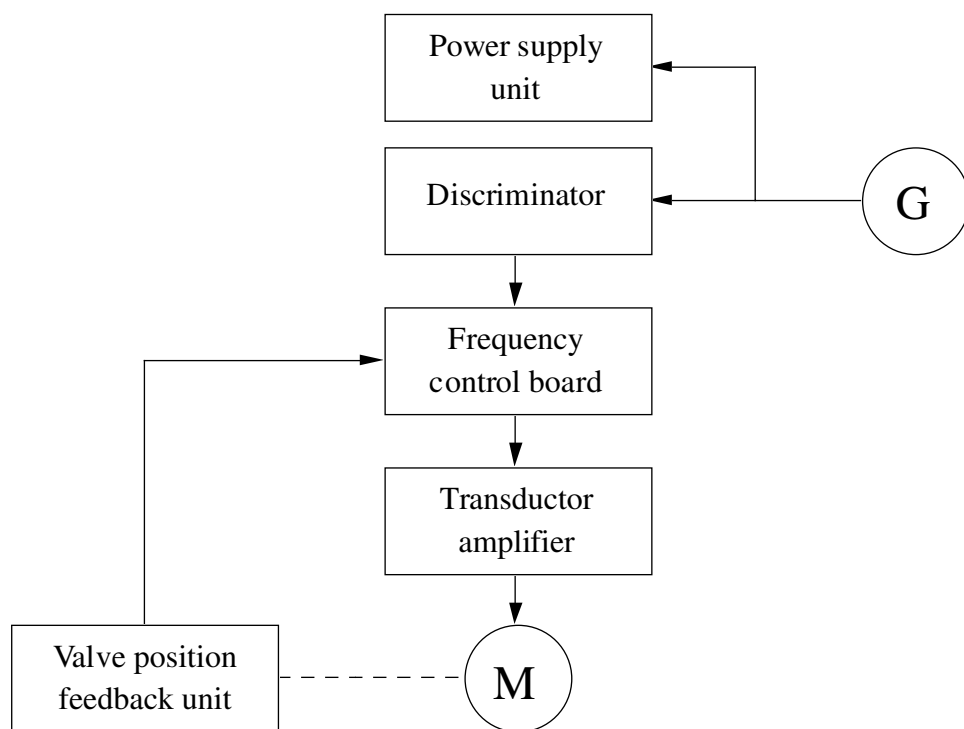 Power supply
unit
Discriminator
G
Frequency
control board
Transductor
amplifier
Valve position
feedback unit
M